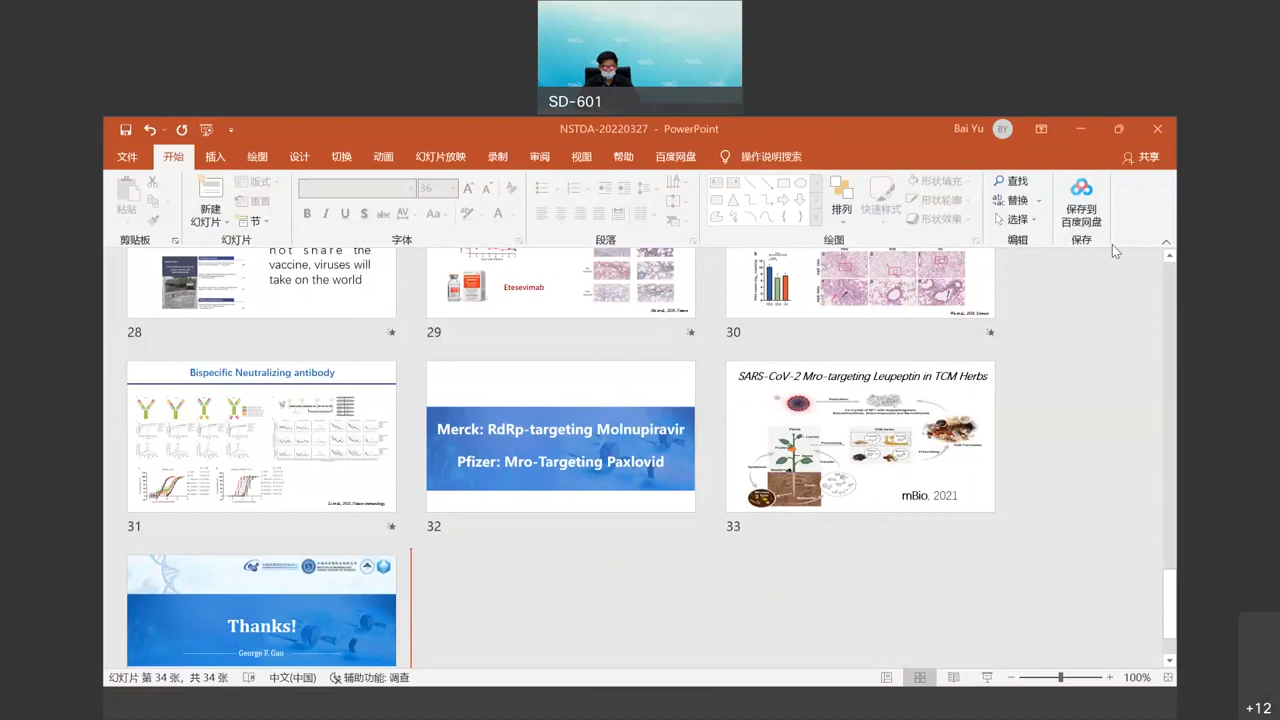 SD-601
NSTDA-20220327 - PowerPoint
Bai Yu
BY
文件
开始
插入
绘图
设计
切换
动画
幻灯片放映
录制
审阅
视图
帮助
百度网盘
操作说明搜索
共享
粘贴
剪贴板
新建
幻灯片
版式
重置
节
幻灯片
36
B I U S abc AV Aa A
字体
段落
排列
快速样式
形状填充
形状轮廓
形状效果
绘图
查找
替换
选择
编辑
保存到
百度网盘
保存
not share the
vaccine, viruses will
take on the world
28
Etesevimab
29
30
Bispecific Neutralizing antibody
31
Merck: RdRp-targeting Molnupiravir
Pfizer: Mro-Targeting Paxlovid
32
SARS-CoV-2 Mro-targeting Leupeptin in TCM Herbs
mBio. 2021
33
Thanks!
George F. Gao
幻灯片 第 34 张，共 34 张
中文(中国)
辅助功能: 调查
100%
+12